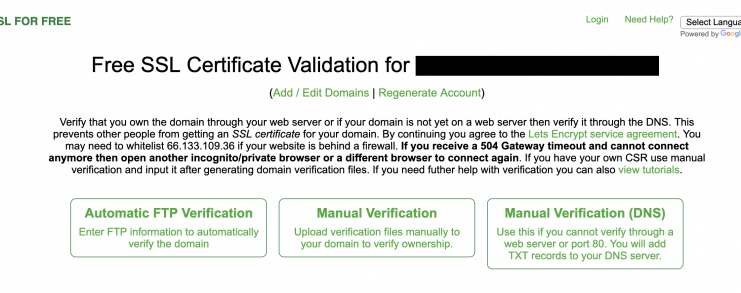 SL FOR FREE
Login Need Help? Select Langua
Powered by Goog
Free SSL Certificate Validation for
(Add / Edit Domains | Regenerate Account)
Verify that you own the domain through your web server or if your domain is not yet on a web server then verify it through the DNS. This
prevents other people from getting an SSL certificate for your domain. By continuing you agree to the Lets Encrypt service agreement. You
may need to whitelist 66.133.109.36 if your website is behind a firewall. If you receive a 504 Gateway timeout and cannot connect
anymore then open another incognito/private browser or a different browser to connect again. If you have your own CSR use manual
verification and input it after generating domain verification files. If you need futher help with verification you can also view tutorials.
Automatic FTP Verification
Enter FTP information to automatically
verify the domain
Manual Verification
Upload verification files manually to
your domain to verify ownership.
Manual Verification (DNS)
Use this if you cannot verify through a
web server or port 80. You will add
TXT records to your DNS server.